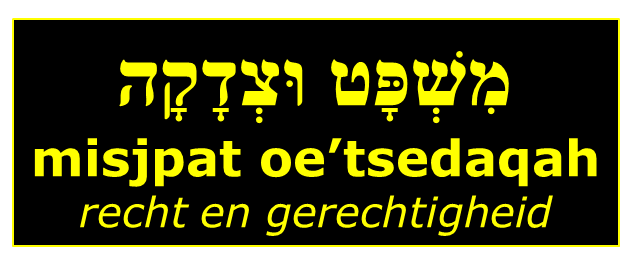 מִשְׁפָּט וּצְדָקָה
misjpat oe’tsedaqah
recht en gerechtigheid